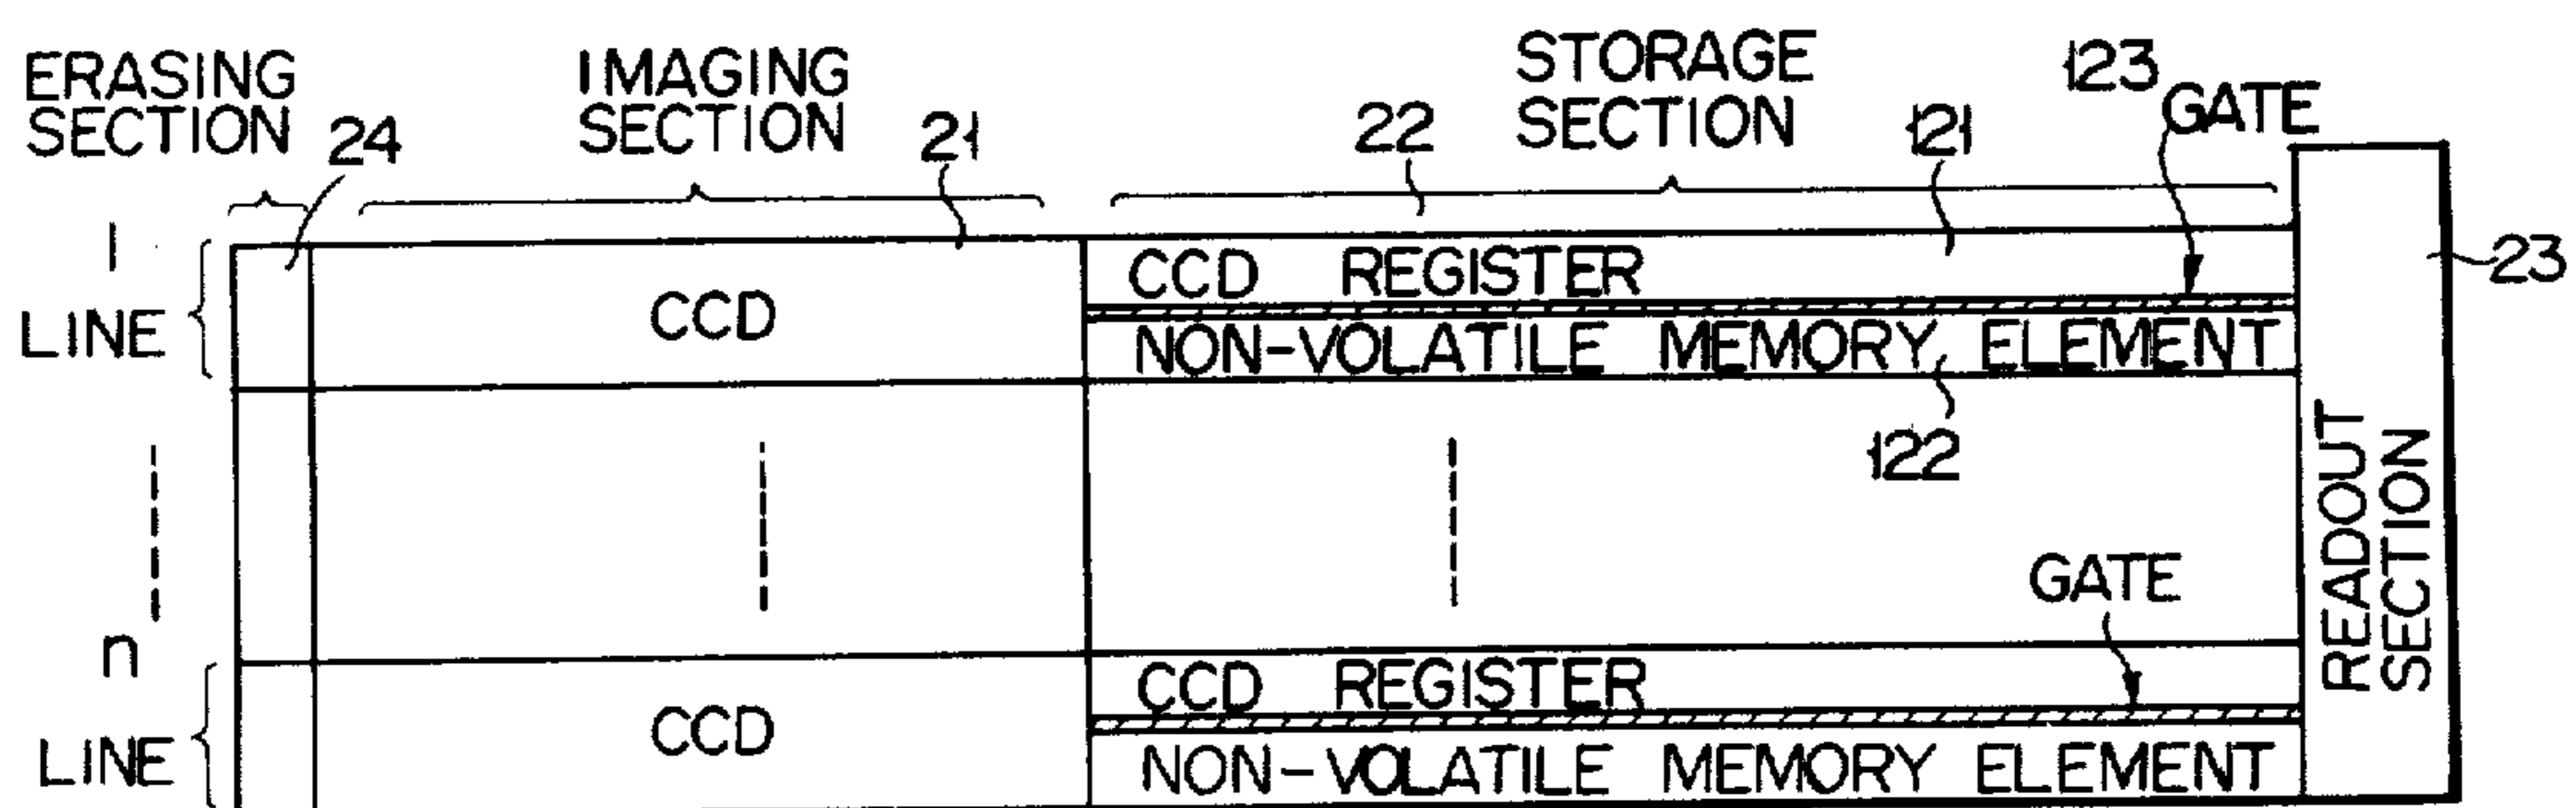 ERASING
SECTION
24
IMAGING
SECTION
21
22
STORAGE
SECTION
121
123
GATE
1
LINE
CCD
CCD REGISTER
NON-VOLATILE MEMORY ELEMENT
23
122
READOUT
SECTION
GATE
n
LINE
CCD
CCD REGISTER
NON-VOLATILE MEMORY ELEMENT